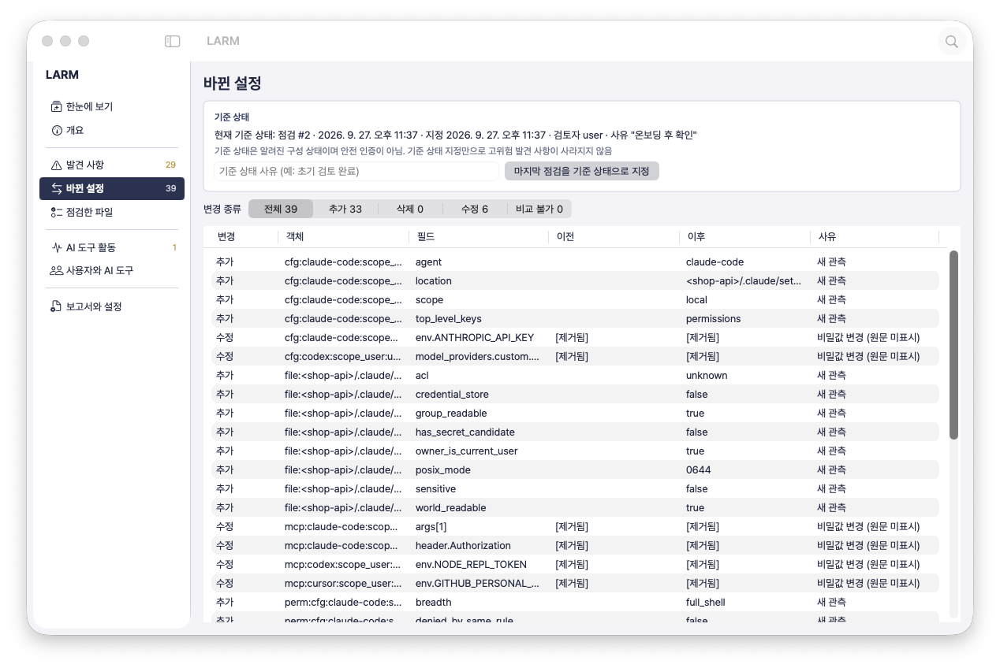 LARM
LARM
한눈에 보기
개요
발견 사항 29
바뀐 설정 39
점검한 파일
AI 도구 활동 1
사용자와 AI 도구
보고서와 설정
바뀐 설정
기준 상태
현재 기준 상태: 점검 #2 · 2026. 9. 27. 오후 11:37 · 지정 2026. 9. 27. 오후 11:37 · 검토자 user · 사유 "온보딩 후 확인"
기준 상태은 알려진 구성 상태이며 안전 인증이 아님. 기준 상태 지정만으로 고위험 발견 사항이 사라지지 않음
기준 상태 사유 (예: 초기 검토 완료) 마지막 점검을 기준 상태으로 지정
변경 종류 전체 39 추가 33 삭제 0 수정 6 비교 불가 0
변경 객체 필드 이전 이후 사유
추가 cfg:claude-code:scope_... agent claude-code 새 관측
추가 cfg:claude-code:scope_... location <shop-api>/.claude/set... 새 관측
추가 cfg:claude-code:scope_... scope local 새 관측
추가 cfg:claude-code:scope_... top_level_keys permissions 새 관측
수정 cfg:claude-code:scope... env.ANTHROPIC_API_KEY [제거됨] [제거됨] 비밀값 변경 (원문 미표시)
수정 cfg:codex:scope_user:u... model_providers.custom.... [제거됨] [제거됨] 비밀값 변경 (원문 미표시)
추가 file:<shop-api>/.claude/... acl unknown 새 관측
추가 file:<shop-api>/.claude/... credential_store false 새 관측
추가 file:<shop-api>/.claude/... group_readable true 새 관측
추가 file:<shop-api>/.claude/... has_secret_candidate false 새 관측
추가 file:<shop-api>/.claude/... owner_is_current_user true 새 관측
추가 file:<shop-api>/.claude/... posix_mode 0644 새 관측
추가 file:<shop-api>/.claude/... sensitive false 새 관측
추가 file:<shop-api>/.claude/... world_readable true 새 관측
수정 mcp:claude-code:scop... args[1] [제거됨] [제거됨] 비밀값 변경 (원문 미표시)
수정 mcp:claude-code:scop... header.Authorization [제거됨] [제거됨] 비밀값 변경 (원문 미표시)
수정 mcp:codex:scope_user:... env.NODE_REPL_TOKEN [제거됨] [제거됨] 비밀값 변경 (원문 미표시)
수정 mcp:cursor:scope_user:... env.GITHUB_PERSONAL_... [제거됨] [제거됨] 비밀값 변경 (원문 미표시)
추가 perm:cfg:claude-code:s... breadth full_shell 새 관측
추가 perm:cfg:claude-code:s... denied_by_same_rule false 새 관측